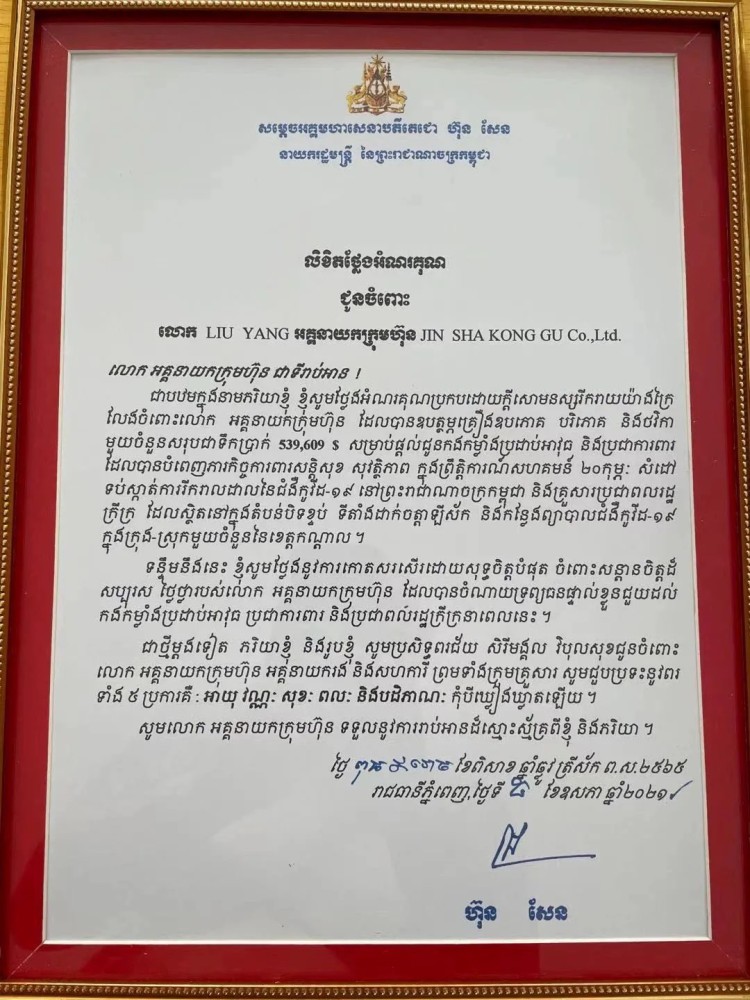 សម្តេចអគ្គមហាសេនាបតីតេជោ ហ៊ុន សែន
នាយករដ្ឋមន្ត្រី នៃព្រះរាជាណាចក្រកម្ពុជា
លិខិតថ្លែងអំណរគុណ
ជូនចំពោះ
លោក LIU YANG អគ្គនាយកក្រុមហ៊ុន JIN SHA KONG GU Co.,Ltd.
លោក អគ្គនាយកក្រុមហ៊ុន ជាទីរាប់អាន !
ជាបឋមក្នុងនាមភរិយាខ្ញុំ ខ្ញុំសូមថ្លែងអំណរគុណប្រកបដោយក្តីសោមនស្សរីករាយយ៉ាងក្រៃ
លែងចំពោះលោក អគ្គនាយកក្រុមហ៊ុន ដែលបានឧបត្ថម្ភគ្រឿងឧបភោគ បរិភោគ និងថវិកា
មួយចំនួនសរុបជាទឹកប្រាក់ 539,609 $ សម្រាប់ផ្តល់ជូនកងកម្លាំងប្រដាប់អាវុធ និងប្រជាការពារ
ដែលបានបំពេញភារកិច្ចការពារសន្តិសុខ សុវត្ថិភាព ក្នុងព្រឹត្តិការណ៍សហគមន៍ ២០កុម្ភៈ សំដៅ
ទប់ស្កាត់ការរីករាលដាលនៃជំងឺកូវីដ-១៩ នៅព្រះរាជាណាចក្រកម្ពុជា និងគ្រួសារប្រជាពលរដ្ឋ
ក្រីក្រ ដែលស្ថិតនៅក្នុងតំបន់បិទខ្ទប់ ទីតាំងដាក់ចត្តាឡីស័ក និងកន្លែងព្យាបាលជំងឺកូវីដ-១៩
ក្នុងក្រុង-ស្រុកមួយចំនួននៃខេត្តកណ្តាល ។
ទន្ទឹមនឹងនេះ ខ្ញុំសូមថ្លែងនូវការកោតសរសើរដោយសុទ្ធចិត្តបំផុត ចំពោះសន្តានចិត្តដ៏
សប្បុរស ថ្លៃថ្លារបស់លោក អគ្គនាយកក្រុមហ៊ុន ដែលបានចំណាយទ្រព្យធនផ្ទាល់ខ្លួនជួយដល់
កងកម្លាំងប្រដាប់អាវុធ ប្រជាការពារ និងប្រជាពលរដ្ឋក្រីក្រនាពេលនេះ ។
ជាថ្មីម្តងទៀត ភរិយាខ្ញុំ និងរូបខ្ញុំ សូមប្រសិទ្ធពរជ័យ សិរីមង្គល វិបុលសុខជូនចំពោះ
លោក អគ្គនាយកក្រុមហ៊ុន អគ្គនាយករង និងសហការី ព្រមទាំងក្រុមគ្រួសារ សូមជួបប្រទះនូវពរ
ទាំង ៥ ប្រការគឺ : អាយុ វណ្ណៈ សុខៈ ពលៈ និងបដិភាណៈ កុំបីឃ្លៀងឃ្លាតឡើយ ។
សូមលោក អគ្គនាយកក្រុមហ៊ុន ទទួលនូវការរាប់អានដ៏ស្មោះស្ម័គ្រពីខ្ញុំ និងភរិយា ។
ថ្ងៃ ខែពិសាខ ឆ្នាំឆ្លូវ ត្រីស័ក ព.ស.២៥៦៥
រាជធានីភ្នំពេញ,ថ្ងៃទី ខែឧសភា ឆ្នាំ២០២១
ហ៊ុន សែន